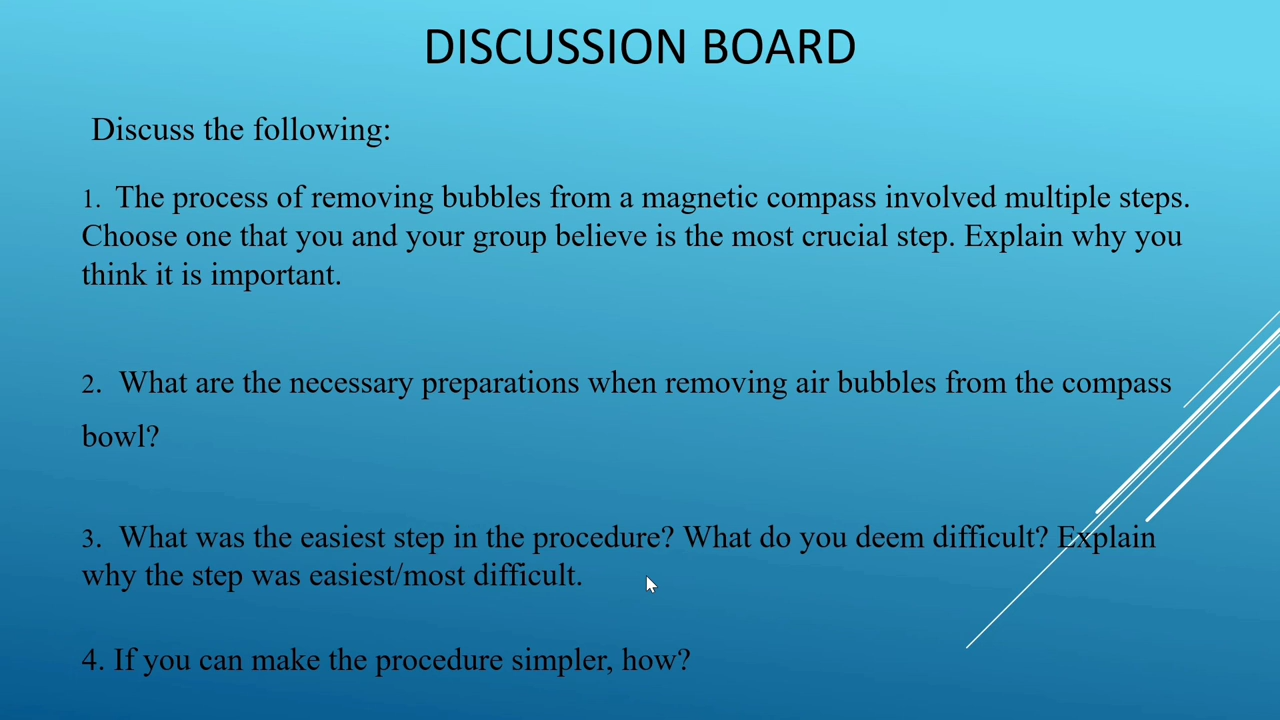 DISCUSSION BOARD
Discuss the following:
1. The process of removing bubbles from a magnetic compass involved multiple steps.
Choose one that you and your group believe is the most crucial step. Explain why you
think it is important.
2. What are the necessary preparations when removing air bubbles from the compass
bowl?
3. What was the easiest step in the procedure? What do you deem difficult? Explain
why the step was easiest/most difficult.
4. If you can make the procedure simpler, how?